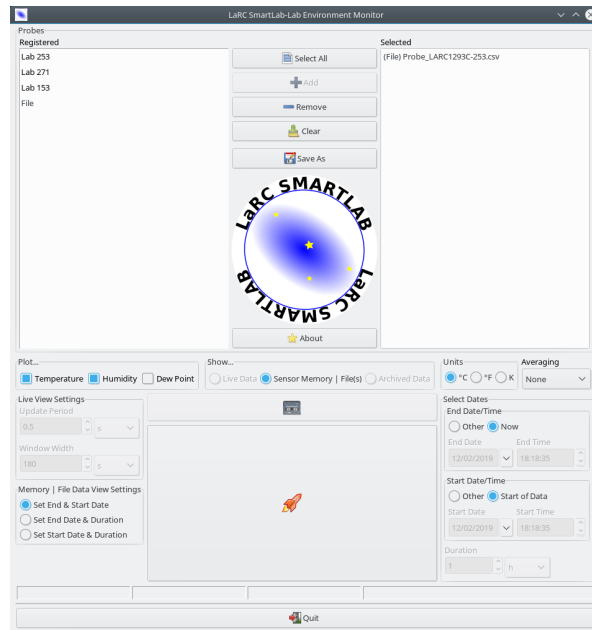 LaRC SmartLab-Lab Environment Monitor
Probes
Registered
Selected
Lab 253
Lab 271
Lab 153
File
Select All
Add
Remove
Clear
Save As
LaRC SMARTLAB
LaRC SMARTLAB
About
(File) Probe_LARC1293C-253.csv
Plot...
Temperature Humidity Dew Point
Show...
Live Data Sensor Memory | File(s) Archived Data
Units
°C °F K
Averaging
None
Live View Settings
Update Period
0.5 s
Window Width
180 s
Memory | File Data View Settings
Set End & Start Date
Set End Date & Duration
Set Start Date & Duration
Select Dates
End Date/Time
Other Now
End Date End Time
12/02/2019 18:18:35
Start Date/Time
Other Start of Data
Start Date Start Time
12/02/2019 18:18:35
Duration
1 h
Quit